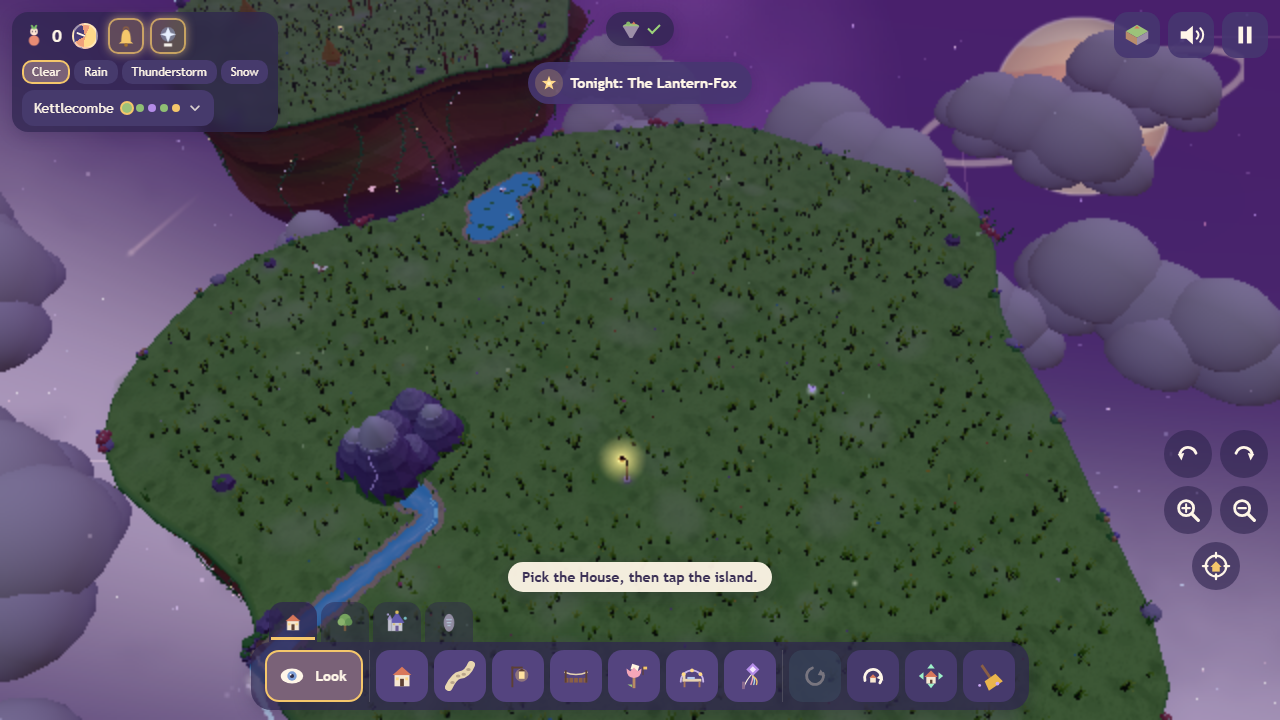 0
Clear Rain Thunderstorm Snow
Kettlecombe
Tonight: The Lantern-Fox
Pick the House, then tap the island.
Look